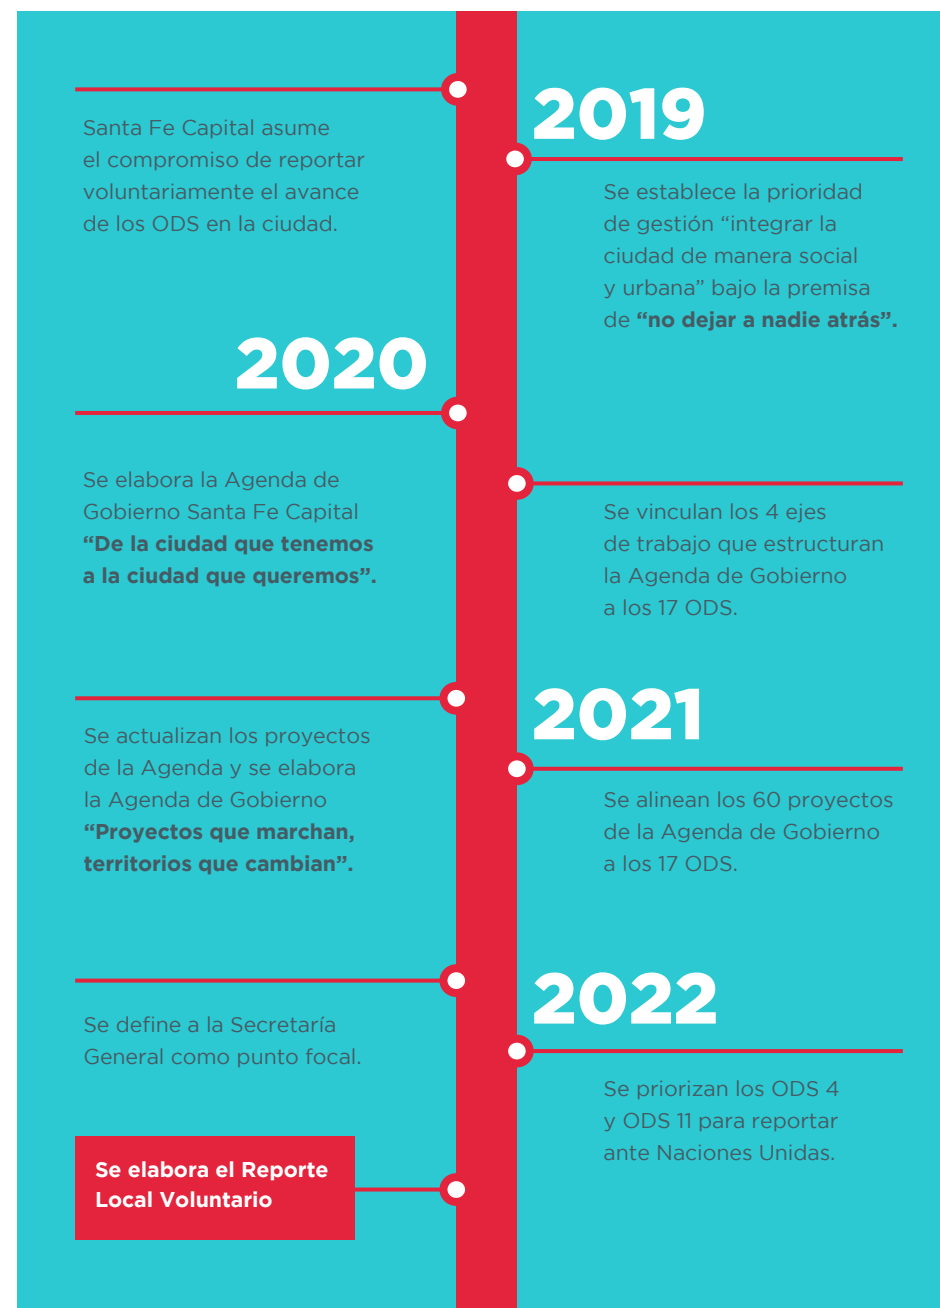 Santa Fe Capital asume
el compromiso de reportar
voluntariamente el avance
de los ODS en la ciudad.
2019
Se establece la prioridad
de gestión “integrar la
ciudad de manera social
y urbana” bajo la premisa
de “no dejar a nadie atrás”.
2020
Se elabora la Agenda de
Gobierno Santa Fe Capital
“De la ciudad que tenemos
a la ciudad que queremos”.
Se vinculan los 4 ejes
de trabajo que estructuran
la Agenda de Gobierno
a los 17 ODS.
Se actualizan los proyectos
de la Agenda y se elabora
la Agenda de Gobierno
“Proyectos que marchan,
territorios que cambian”.
2021
Se alinean los 60 proyectos
de la Agenda de Gobierno
a los 17 ODS.
Se define a la Secretaría
General como punto focal.
2022
Se priorizan los ODS 4
y ODS 11 para reportar
ante Naciones Unidas.
Se elabora el Reporte
Local Voluntario